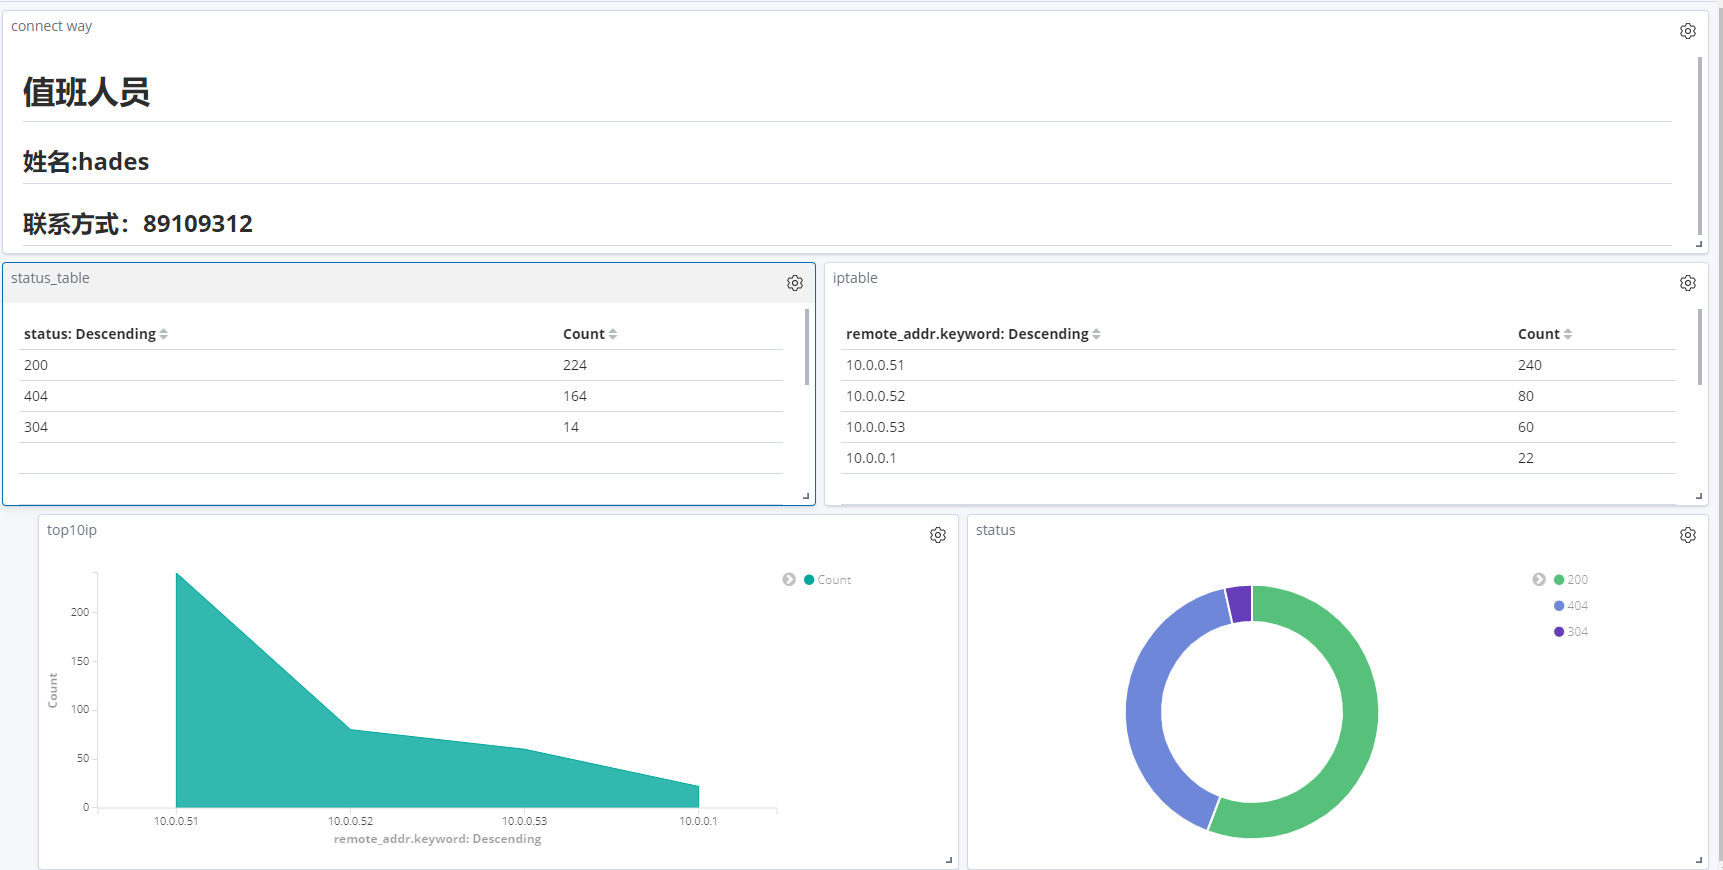 connect way
值班人员
姓名:hades
联系方式：89109312
status_table
status: Descending Count
200 224
404 164
304 14
iptable
remote_addr.keyword: Descending Count
10.0.0.51 240
10.0.0.52 80
10.0.0.53 60
10.0.0.1 22
top10ip
Count
200
150
100
50
0
Count
10.0.0.51 10.0.0.52 10.0.0.53 10.0.0.1
remote_addr.keyword: Descending
status
200
404
304